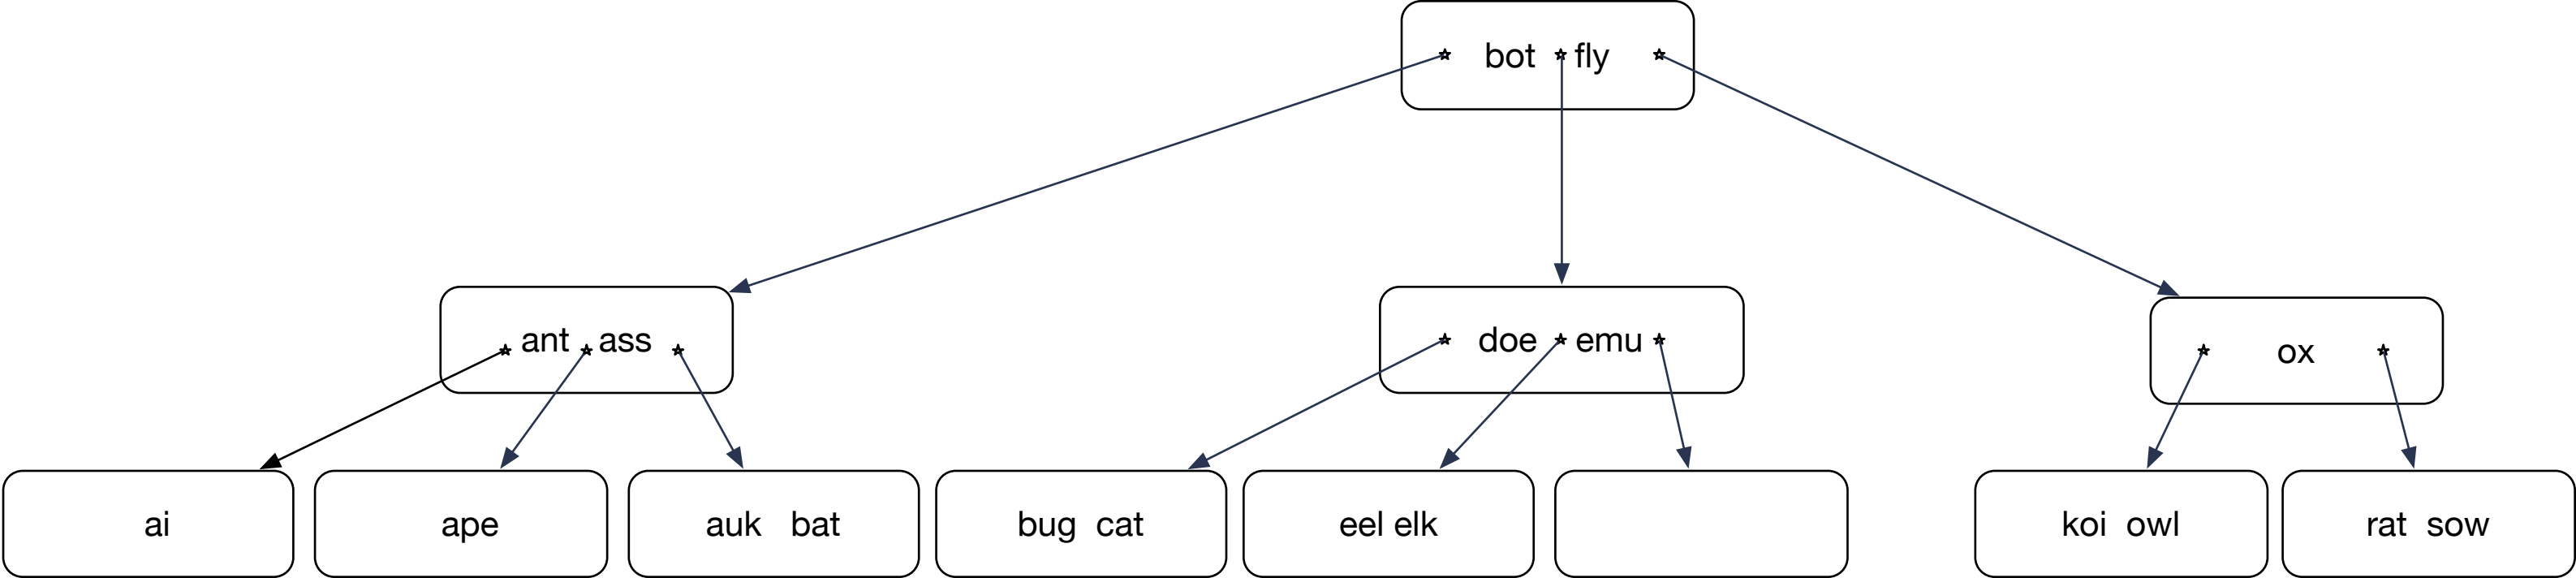 bot fly
ant ass
doe emu
ox
ai
ape
auk bat
bug cat
eel elk
koi owl
rat sow